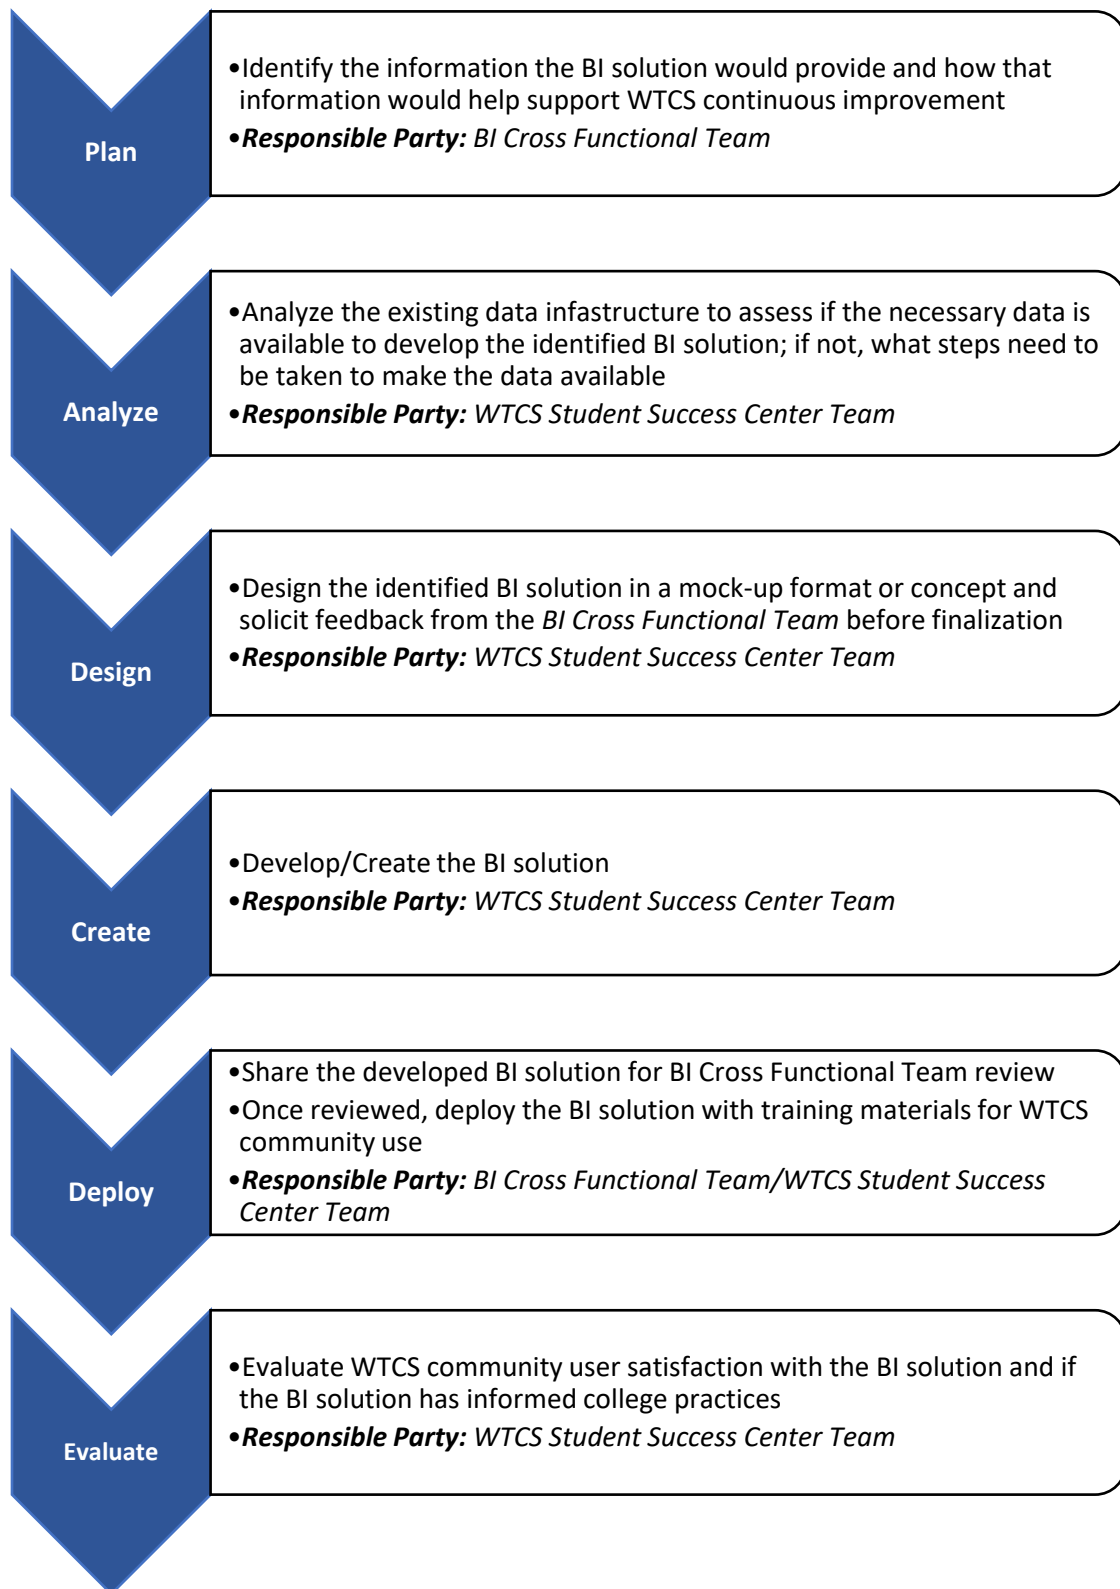 Plan
•Identify the information the BI solution would provide and how that
information would help support WTCS continuous improvement
•Responsible Party: BI Cross Functional Team
Analyze
•Analyze the existing data infastructure to assess if the necessary data is
available to develop the identified BI solution; if not, what steps need to
be taken to make the data available
•Responsible Party: WTCS Student Success Center Team
Design
•Design the identified BI solution in a mock-up format or concept and
solicit feedback from the BI Cross Functional Team before finalization
•Responsible Party: WTCS Student Success Center Team
Create
•Develop/Create the BI solution
•Responsible Party: WTCS Student Success Center Team
Deploy
•Share the developed BI solution for BI Cross Functional Team review
•Once reviewed, deploy the BI solution with training materials for WTCS
community use
•Responsible Party: BI Cross Functional Team/WTCS Student Success
Center Team
Evaluate
•Evaluate WTCS community user satisfaction with the BI solution and if
the BI solution has informed college practices
•Responsible Party: WTCS Student Success Center Team